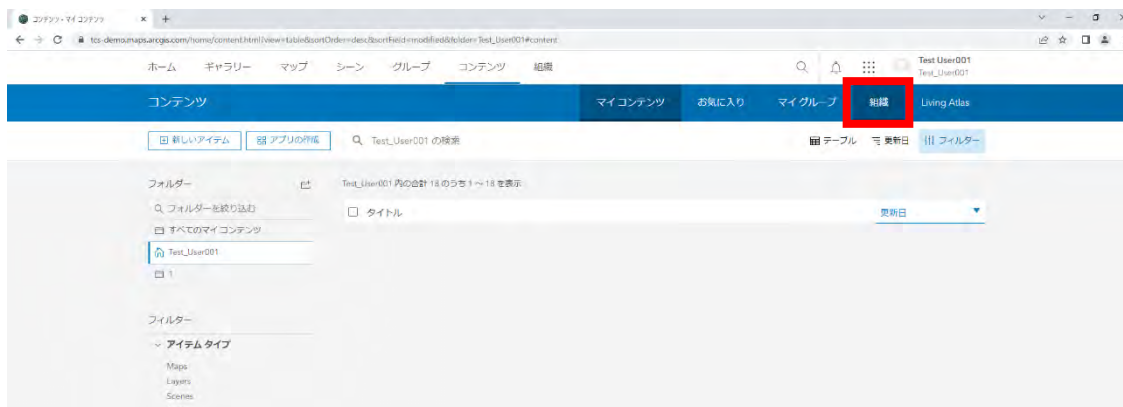 コンテンツ - マイ コンテンツ
tcs-demo.maps.arcgis.com/home/content.html?view=table&sortOrder=desc&sortField=modified&folder=Test_User001#content
ホーム ギャラリー マップ シーン グループ コンテンツ 組織
Test User001
Test_User001
コンテンツ マイ コンテンツ お気に入り マイ グループ 組織 Living Atlas
新しいアイテム アプリの作成 Test_User001 の検索 テーブル 更新日 フィルター
フォルダー Test_User001 内の合計 18 のうち 1 ～ 18 を表示
フォルダーを絞り込む タイトル 更新日
すべてのマイ コンテンツ
Test_User001
1
フィルター
アイテム タイプ
Maps
Layers
Scenes